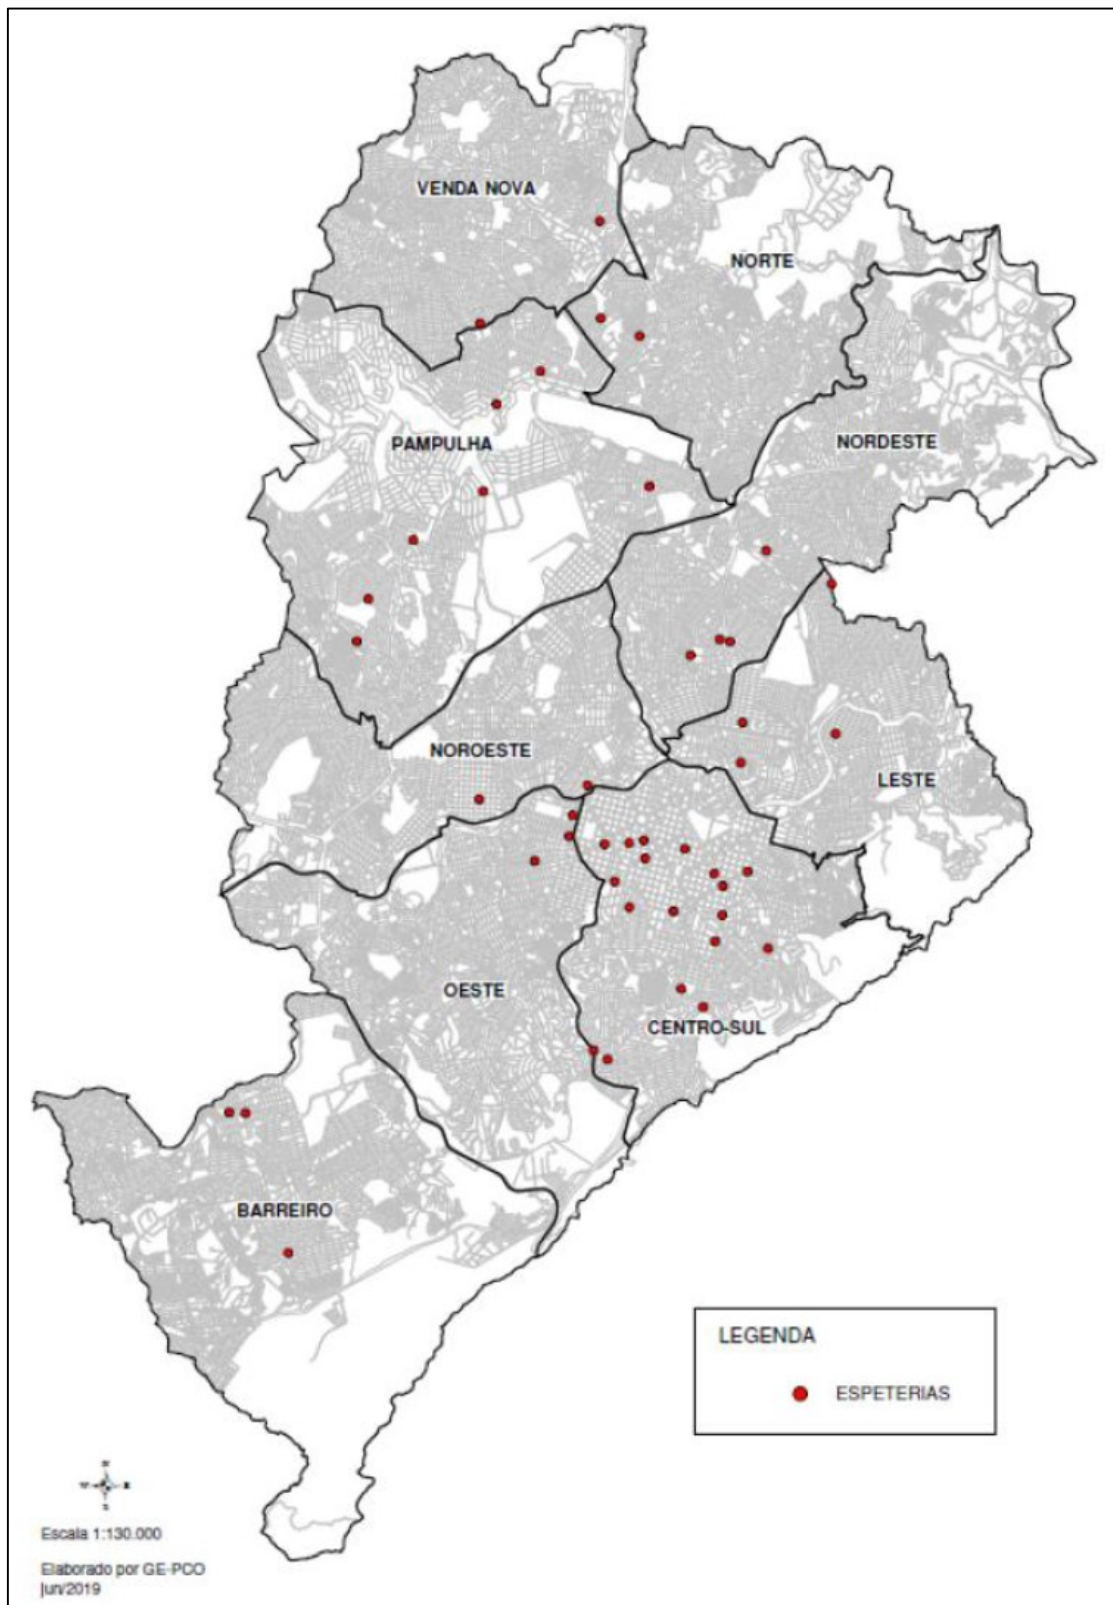 VENDA NOVA
NORTE
PAMPULHA
NORDESTE
NOROESTE
LESTE
OESTE
CENTRO-SUL
BARREIRO
LEGENDA
ESPETERIAS
Escala 1:130.000
Elaborado por GE-PCO
jun/2019